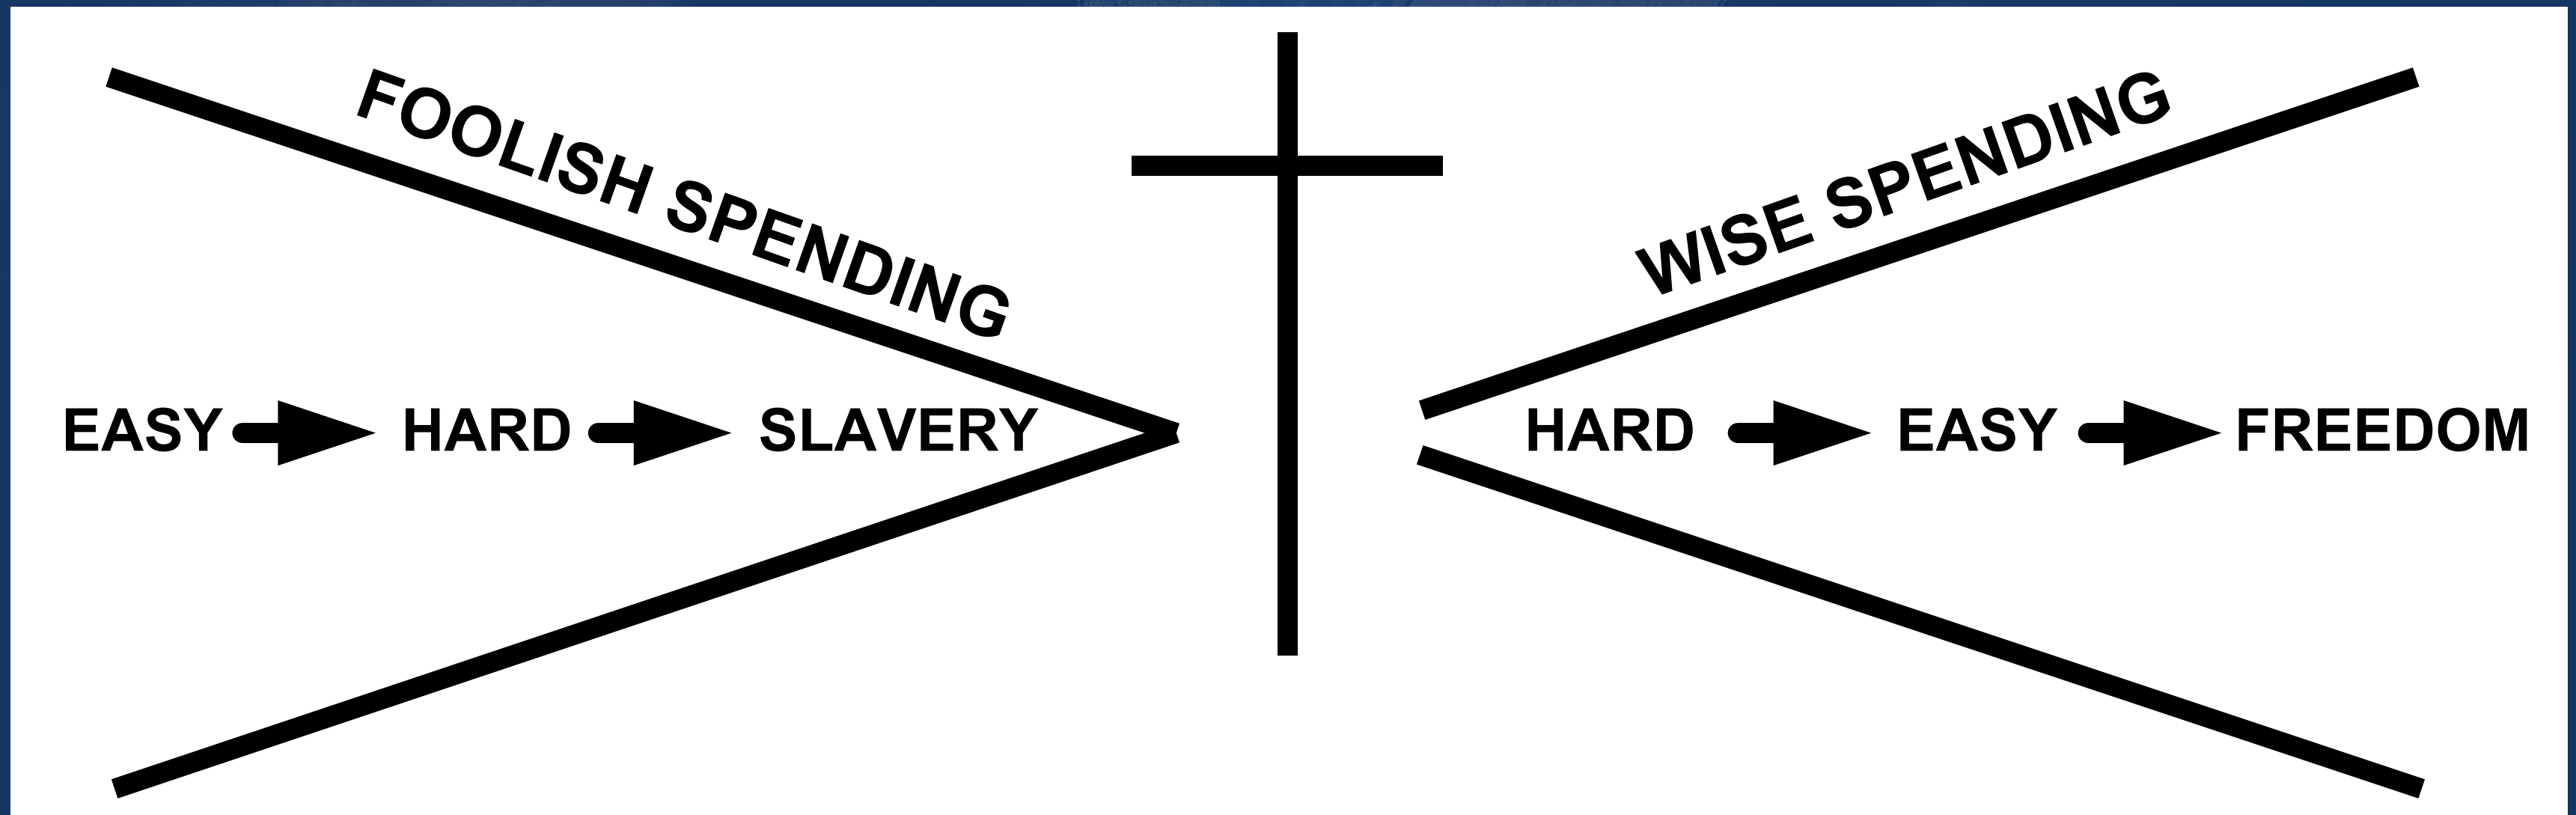 FOOLISH SPENDING
EASY HARD SLAVERY
WISE SPENDING
HARD EASY FREEDOM